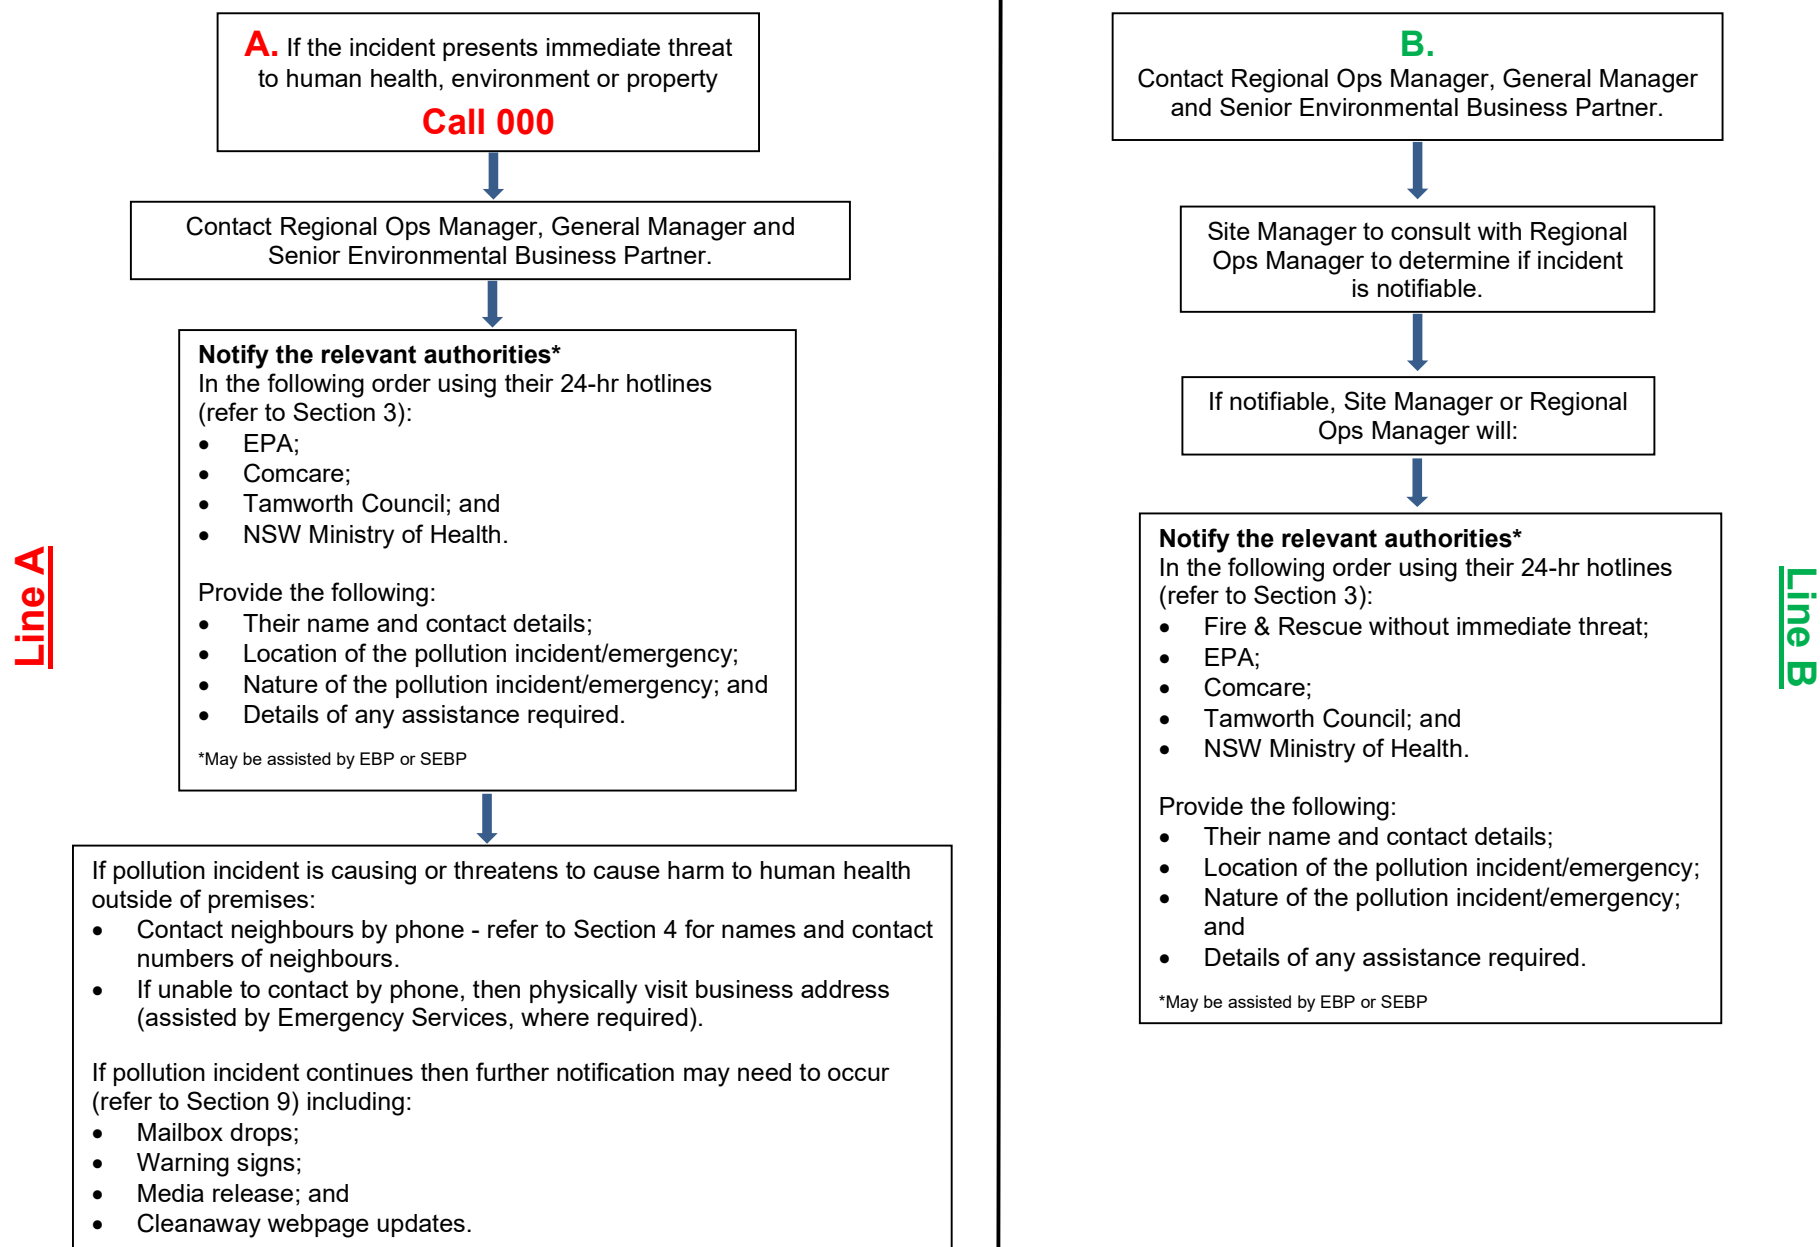 A. If the incident presents immediate threat
to human health, environment or property
Call 000
Contact Regional Ops Manager, General Manager and
Senior Environmental Business Partner.
Notify the relevant authorities*
In the following order using their 24-hr hotlines
(refer to Section 3):
• EPA;
• Comcare;
• Tamworth Council; and
• NSW Ministry of Health.
Provide the following:
• Their name and contact details;
• Location of the pollution incident/emergency;
• Nature of the pollution incident/emergency; and
• Details of any assistance required.
*May be assisted by EBP or SEBP
If pollution incident is causing or threatens to cause harm to human health
outside of premises:
• Contact neighbours by phone - refer to Section 4 for names and contact
numbers of neighbours.
• If unable to contact by phone, then physically visit business address
(assisted by Emergency Services, where required).
If pollution incident continues then further notification may need to occur
(refer to Section 9) including:
• Mailbox drops;
• Warning signs;
• Media release; and
• Cleanaway webpage updates.
Line A
B.
Contact Regional Ops Manager, General Manager
and Senior Environmental Business Partner.
Site Manager to consult with Regional
Ops Manager to determine if incident
is notifiable.
If notifiable, Site Manager or Regional
Ops Manager will:
Notify the relevant authorities*
In the following order using their 24-hr hotlines
(refer to Section 3):
• Fire & Rescue without immediate threat;
• EPA;
• Comcare;
• Tamworth Council; and
• NSW Ministry of Health.
Provide the following:
• Their name and contact details;
• Location of the pollution incident/emergency;
• Nature of the pollution incident/emergency;
and
• Details of any assistance required.
*May be assisted by EBP or SEBP
Line B